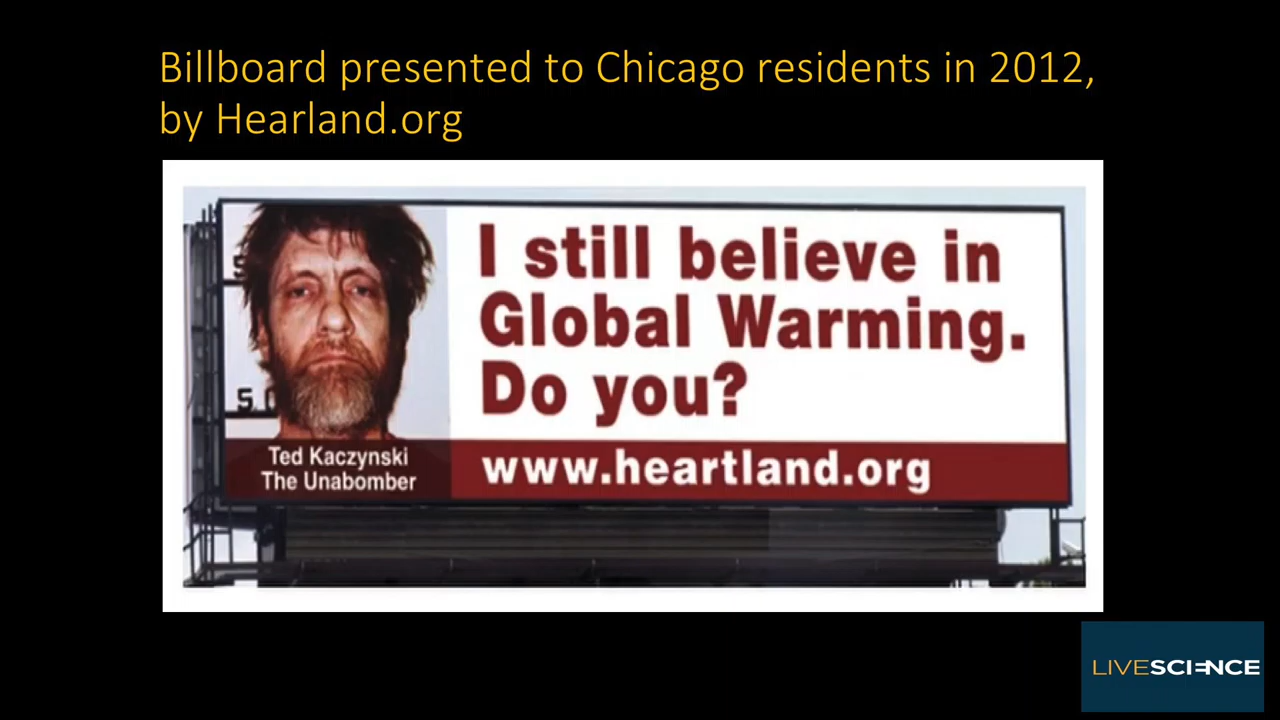 Billboard presented to Chicago residents in 2012,
by Hearland.org
I still believe in
Global Warming.
Do you?
Ted Kaczynski
The Unabomber
www.heartland.org
LIVESCIENCE